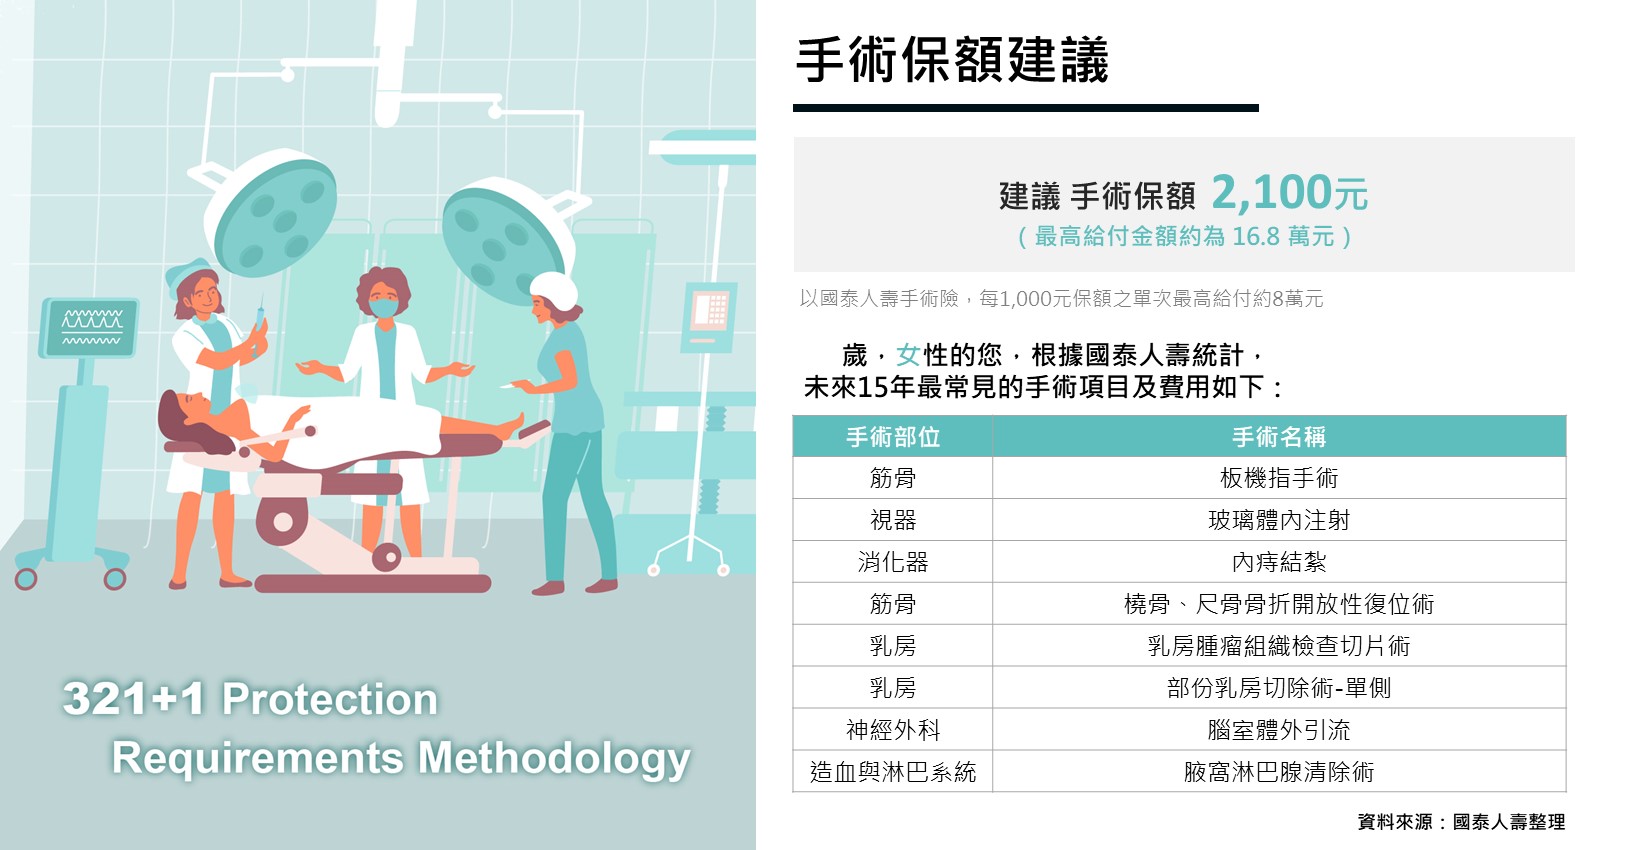 手術保額建議
建議 手術保額 2,100元
( 最高給付金額約為 16.8 萬元 )
以國泰人壽手術險，每1,000元保額之單次最高給付約8萬元
歲，女性的您，根據國泰人壽統計，
未來15年最常見的手術項目及費用如下：
手術部位 手術名稱
筋骨 板機指手術
視器 玻璃體內注射
消化器 內痔結紮
筋骨 橈骨、尺骨骨折開放性復位術
乳房 乳房腫瘤組織檢查切片術
乳房 部份乳房切除術-單側
神經外科 腦室體外引流
造血與淋巴系統 腋窩淋巴腺清除術
資料來源：國泰人壽整理
321+1 Protection
Requirements Methodology